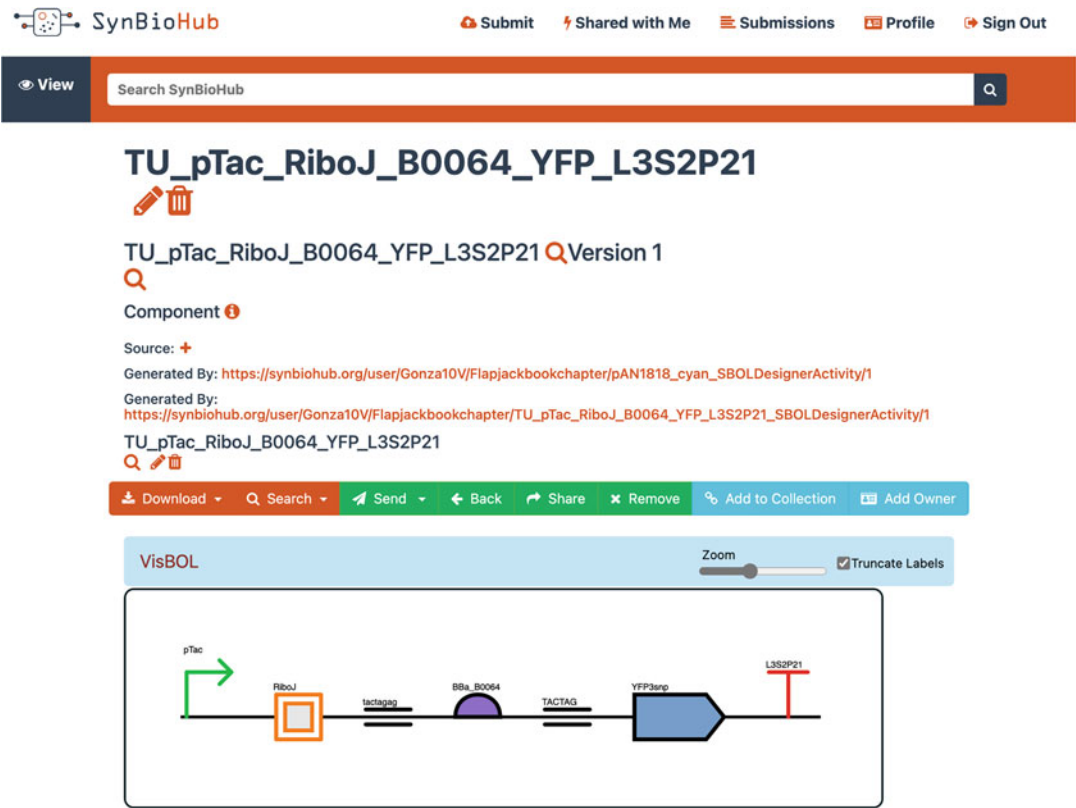 SynBioHub
Submit Shared with Me Submissions Profile Sign Out
View Search SynBioHub
TU_pTac_RiboJ_B0064_YFP_L3S2P21
TU_pTac_RiboJ_B0064_YFP_L3S2P21 Version 1
Component
Source:
Generated By: https://synbiohub.org/user/Gonza10V/Flapjackbookchapter/pAN1818_cyan_SBOLDesignerActivity/1
Generated By:
https://synbiohub.org/user/Gonza10V/Flapjackbookchapter/TU_pTac_RiboJ_B0064_YFP_L3S2P21_SBOLDesignerActivity/1
TU_pTac_RiboJ_B0064_YFP_L3S2P21
Download Search Send Back Share Remove Add to Collection Add Owner
VisBOL Zoom Truncate Labels
pTac
L3S2P21
RiboJ BBa_B0064 YFP3snp
tactagag TACTAG